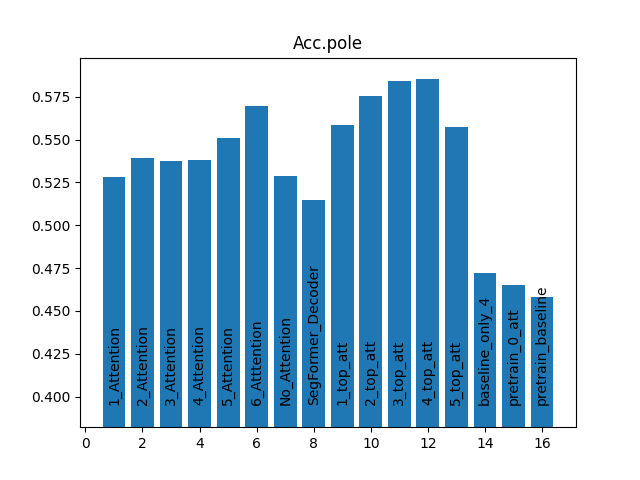 Acc.pole
0.575
0.550
0.525
0.500
0.475
0.450
0.425
0.400
1_Attention
2_Attention
3_Attention
4_Attention
5_Attention
6_Atttention
No_Attention
SegFormer_Decoder
1_top_att
2_top_att
3_top_att
4_top_att
5_top_att
baseline_only_4
pretrain_0_att
pretrain_baseline
0 2 4 6 8 10 12 14 16